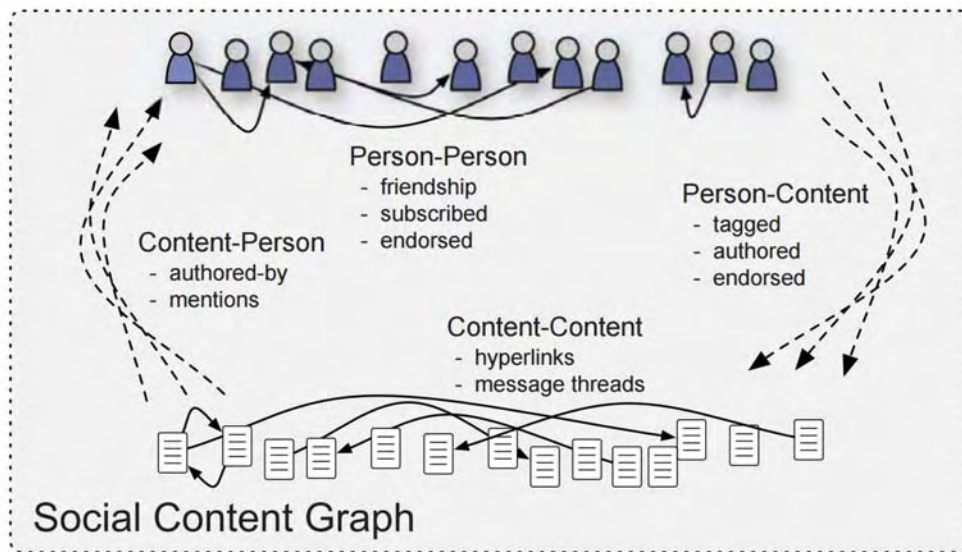 Person-Person
- friendship
- subscribed
- endorsed
Person-Content
- tagged
- authored
- endorsed
Content-Person
- authored-by
- mentions
Content-Content
- hyperlinks
- message threads
Social Content Graph